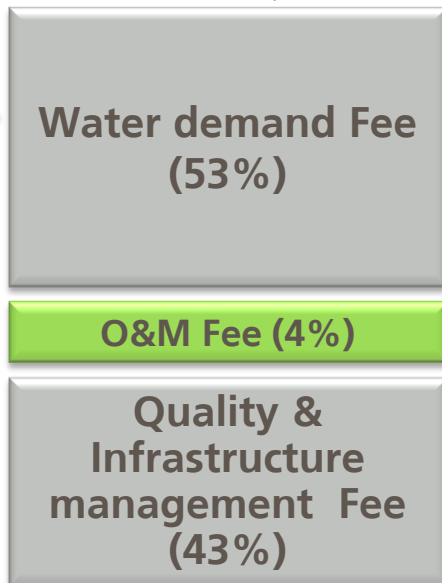 Water demand Fee
(53%)
O&M Fee (4%)
Quality &
Infrastructure
management Fee
(43%)